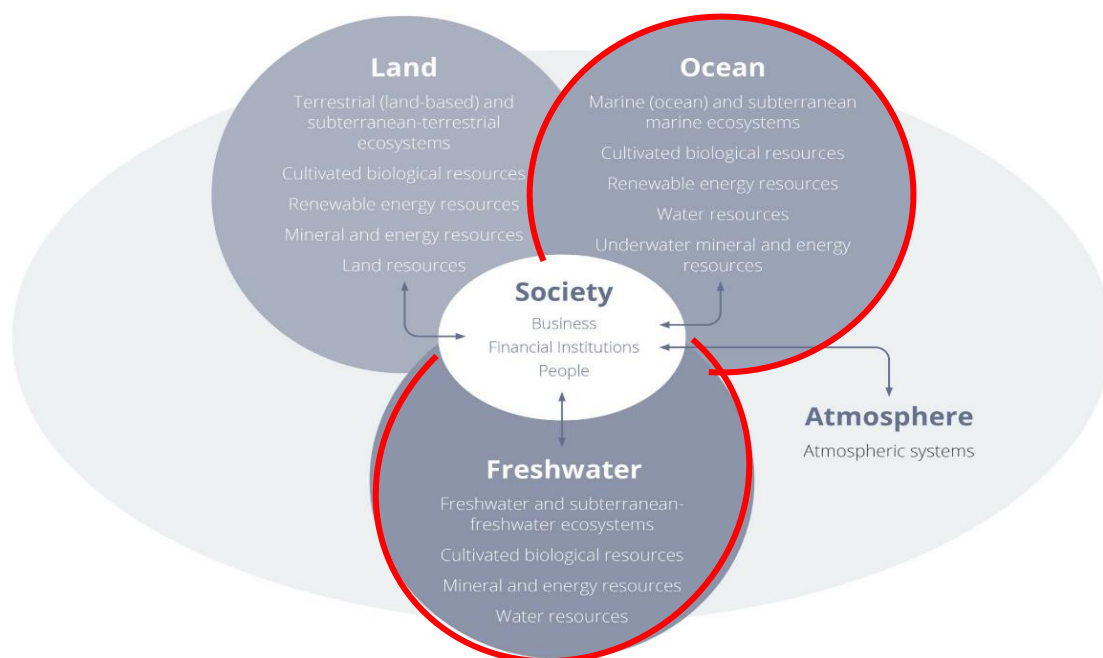 Land
Terrestrial (land-based) and
subterranean-terrestrial
ecosystems
Cultivated biological resources
Renewable energy resources
Mineral and energy resources
Land resources
Ocean
Marine (ocean) and subterranean
marine ecosystems
Cultivated biological resources
Renewable energy resources
Water resources
Underwater mineral and energy
resources
Society
Business
Financial Institutions
People
Atmosphere
Atmospheric systems
Freshwater
Freshwater and subterranean-
freshwater ecosystems
Cultivated biological resources
Mineral and energy resources
Water resources